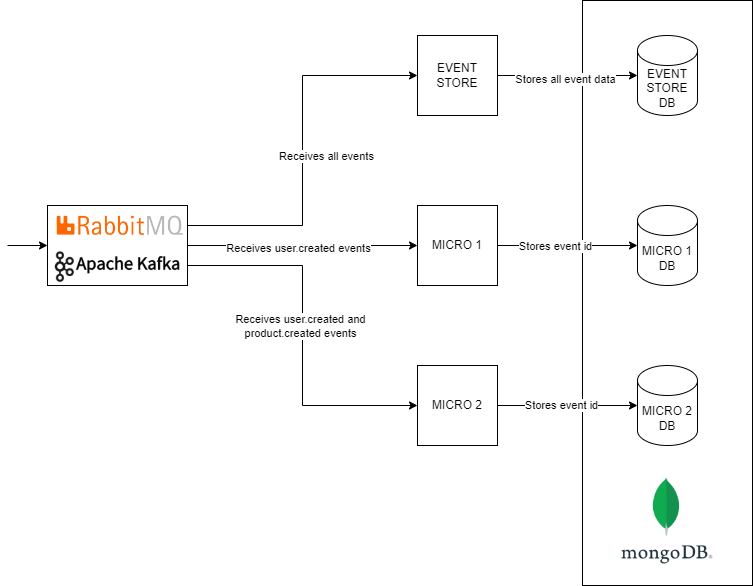 EVENT
STORE
Stores all event data
EVENT
STORE
DB
Receives all events
RabbitMQ
Apache Kafka
Receives user.created events
MICRO 1
Stores event id
MICRO 1
DB
Receives user.created and
product.created events
MICRO 2
Stores event id
MICRO 2
DB
mongoDB®